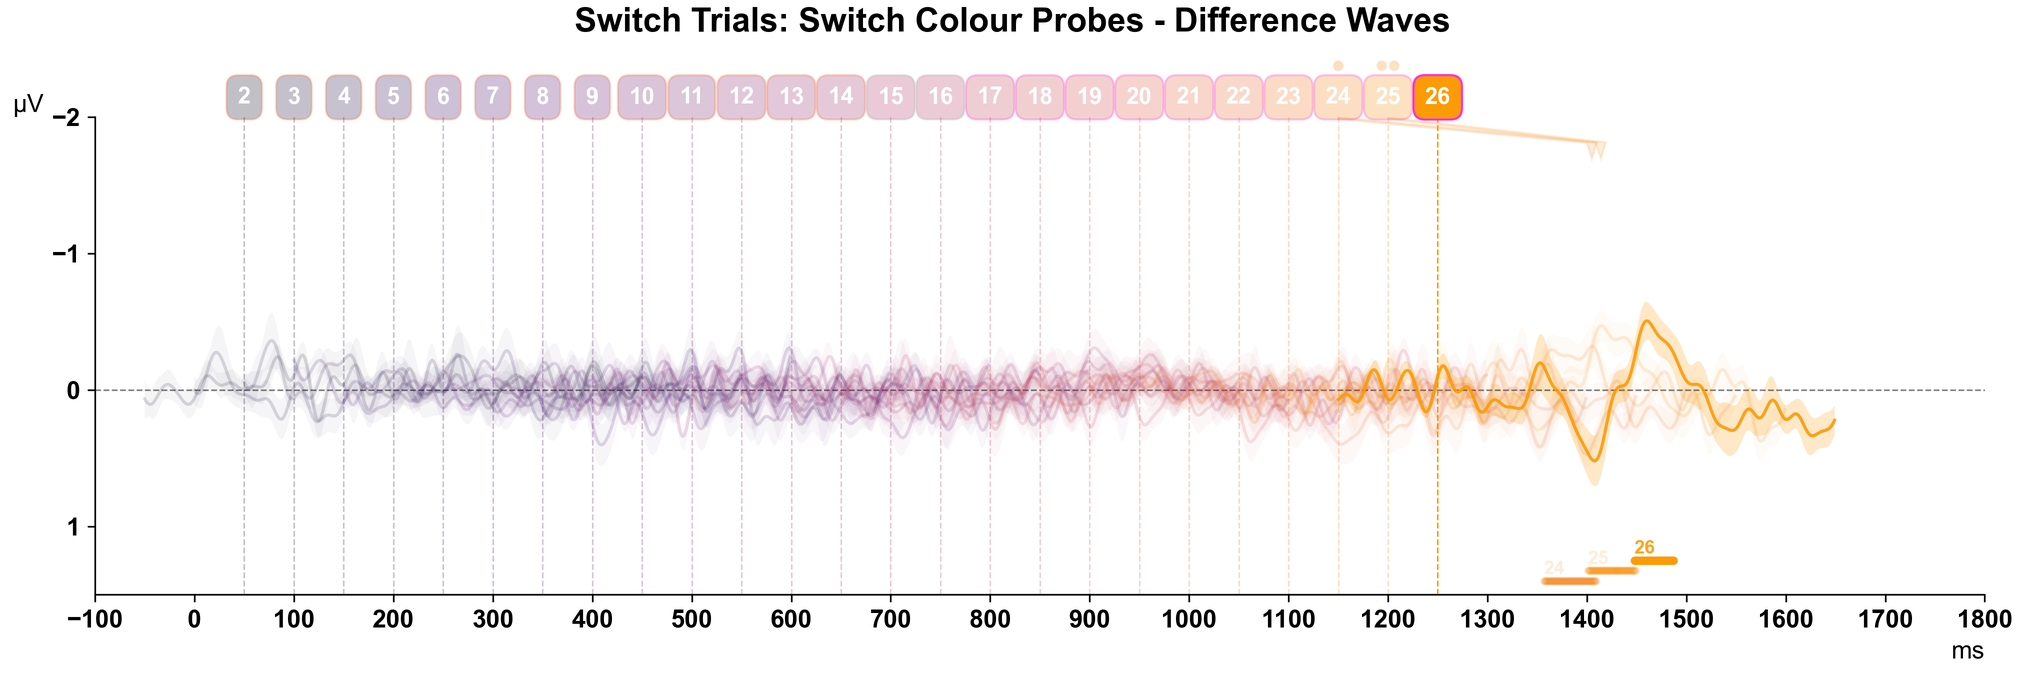 Switch Trials: Switch Colour Probes - Difference Waves
μV
2 3 4 5 6 7 8 9 10 11 12 13 14 15 16 17 18 19 20 21 22 23 24 25 26
−2
−1
0
1
26
25
24
−100 0 100 200 300 400 500 600 700 800 900 1000 1100 1200 1300 1400 1500 1600 1700 1800
ms